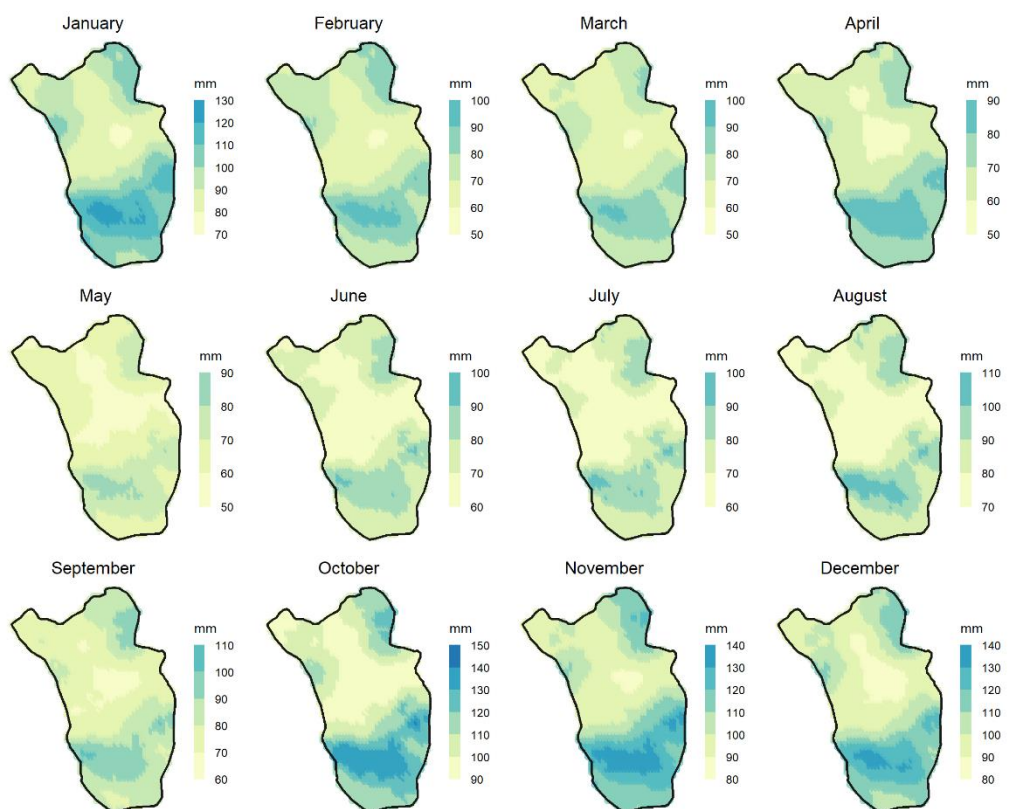 January
February
March
April
mm
130
120
110
100
90
80
70
mm
100
90
80
70
60
50
mm
100
90
80
70
60
50
mm
90
80
70
60
50
May
June
July
August
mm
90
80
70
60
50
mm
100
90
80
70
60
mm
100
90
80
70
60
mm
110
100
90
80
70
September
October
November
December
mm
110
100
90
80
70
60
mm
150
140
130
120
110
100
90
mm
140
130
120
110
100
90
80
mm
140
130
120
110
100
90
80